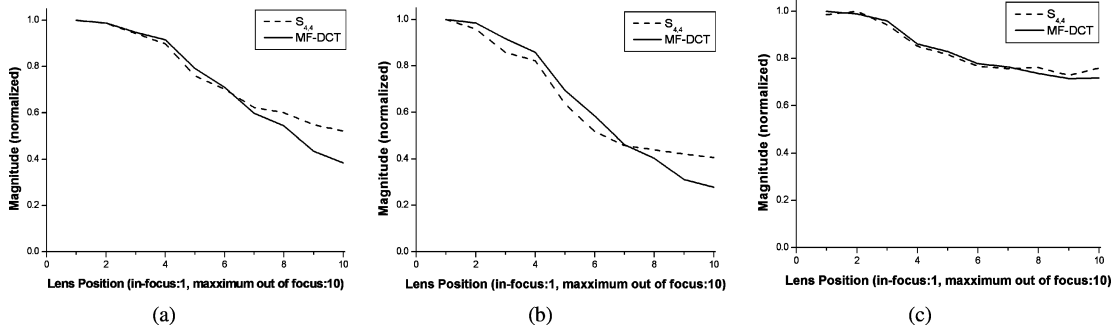 S4,4
MF-DCT
Magnitude (normalized)
1.0
0.8
0.6
0.4
0.2
0.0
0 2 4 6 8 10
Lens Position (in-focus:1, maxximum out of focus:10)
(a)
S4,4
MF-DCT
Magnitude (normalized)
1.0
0.8
0.6
0.4
0.2
0.0
0 2 4 6 8 10
Lens Position (in-focus:1, maxximum out of focus:10)
(b)
S4,4
MF-DCT
Magnitude (normalized)
1.0
0.8
0.6
0.4
0.2
0.0
0 2 4 6 8 10
Lens Position (in-focus:1, maxximum out of focus:10)
(c)